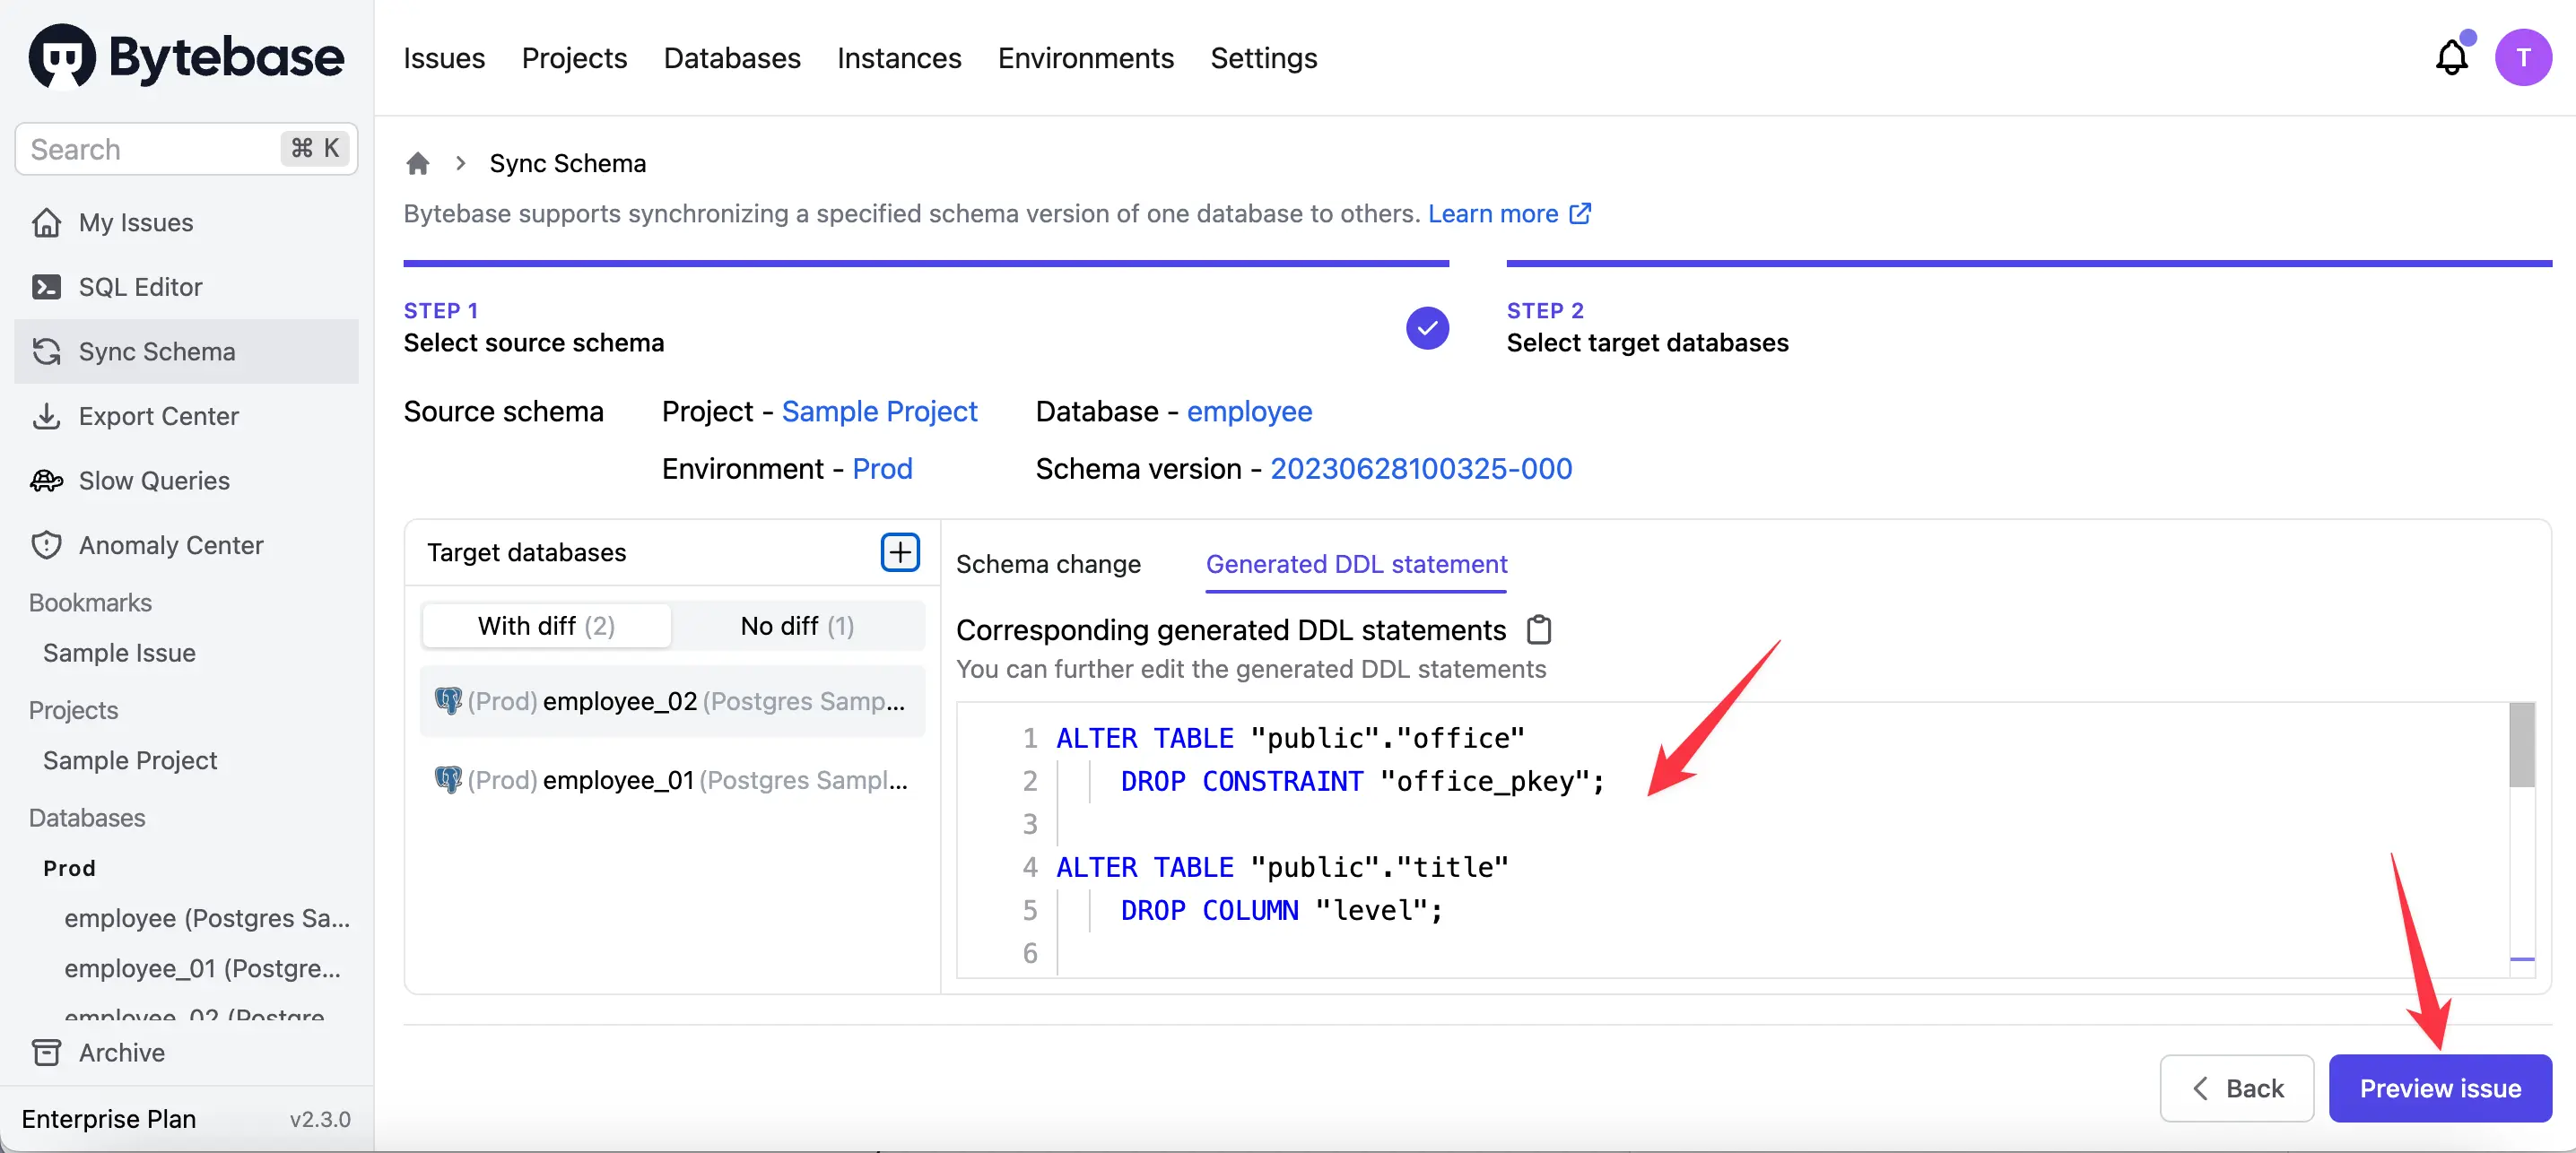 Bytebase
Issues Projects Databases Instances Environments Settings
T
Search ⌘ K
My Issues
SQL Editor
Sync Schema
Export Center
Slow Queries
Anomaly Center
Bookmarks
Sample Issue
Projects
Sample Project
Databases
Prod
employee (Postgres Sa...
employee_01 (Postgre...
employee_02 (Postgre
Archive
Enterprise Plan v2.3.0
Sync Schema
Bytebase supports synchronizing a specified schema version of one database to others. Learn more
STEP 1
Select source schema
STEP 2
Select target databases
Source schema Project - Sample Project Database - employee
Environment - Prod Schema version - 20230628100325-000
Target databases
With diff (2) No diff (1)
(Prod) employee_02 (Postgres Samp...
(Prod) employee_01 (Postgres Sampl...
Schema change Generated DDL statement
Corresponding generated DDL statements
You can further edit the generated DDL statements
1 ALTER TABLE "public"."office"
2 DROP CONSTRAINT "office_pkey";
3
4 ALTER TABLE "public"."title"
5 DROP COLUMN "level";
6
Back Preview issue